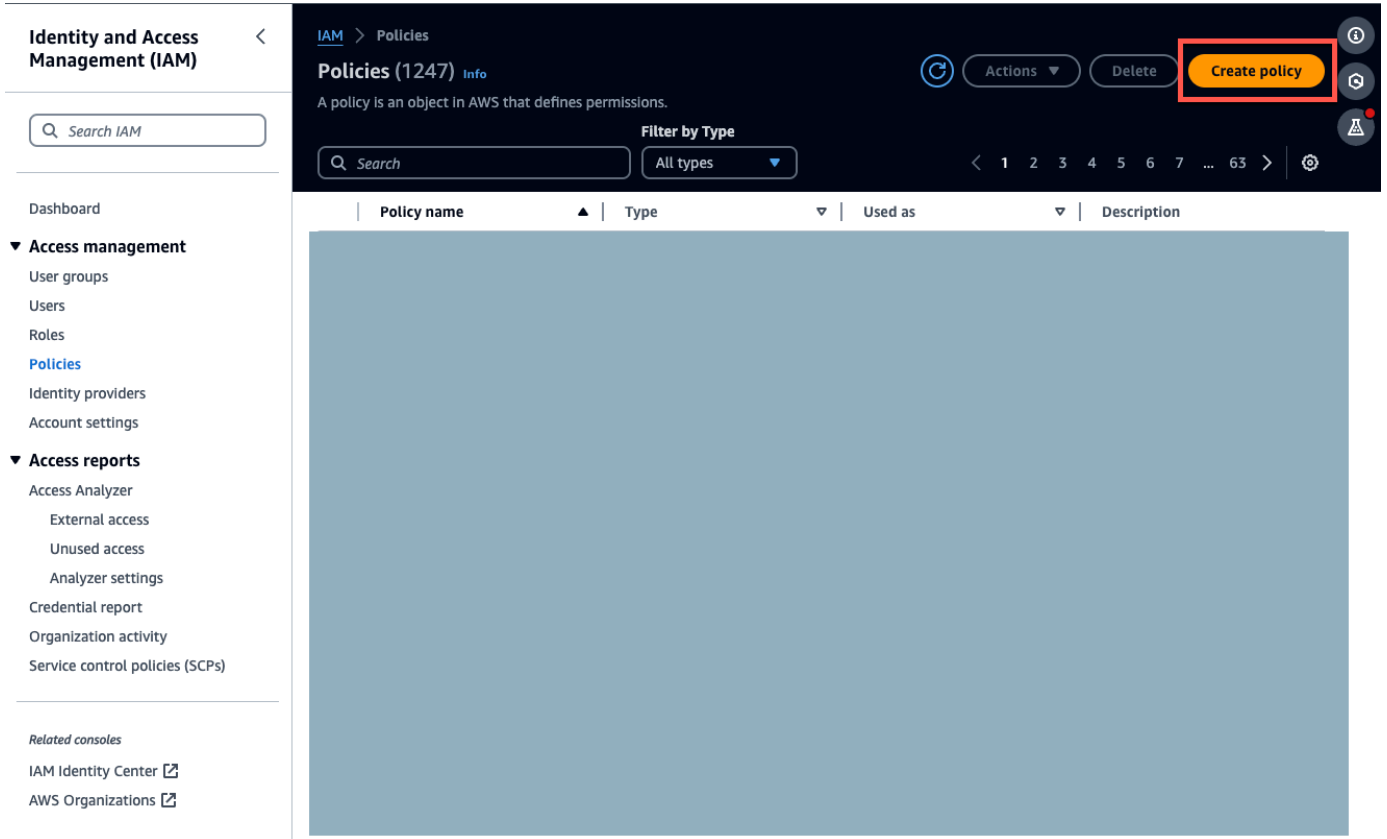 Identity and Access
Management (IAM)
Search IAM
Dashboard
Access management
User groups
Users
Roles
Policies
Identity providers
Account settings
Access reports
Access Analyzer
External access
Unused access
Analyzer settings
Credential report
Organization activity
Service control policies (SCPs)
Related consoles
IAM Identity Center
AWS Organizations
IAM > Policies
Policies (1247) Info
Actions
Delete
Create policy
A policy is an object in AWS that defines permissions.
Filter by Type
Search
All types
1 2 3 4 5 6 7 ... 63
Policy name
Type
Used as
Description